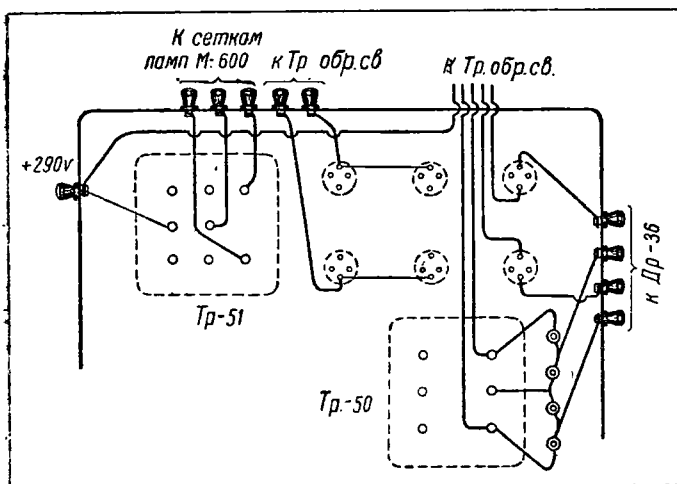 К сеткам
ламп М-600
к Тр обр.св
к Тр. обр.св.
+290v
Тр-51
к Др-36
Тр.-50